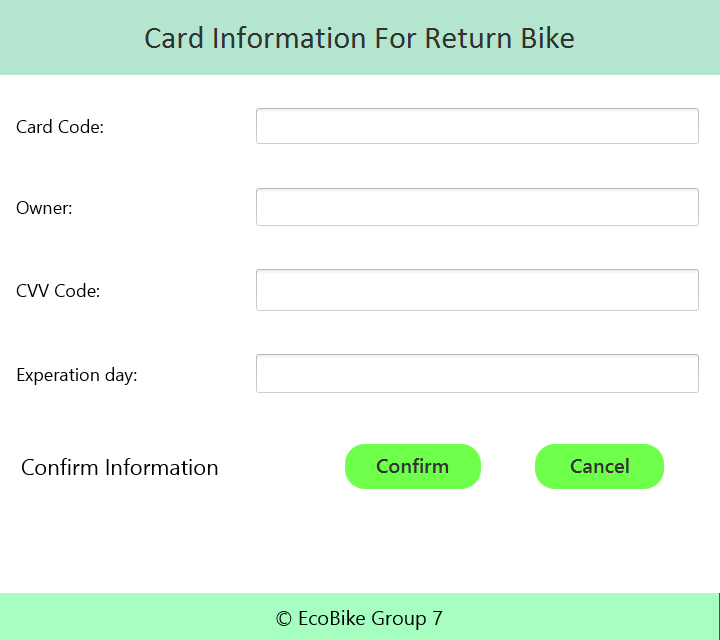 Card Information For Return Bike
Card Code:
Owner:
CVV Code:
Experation day:
Confirm Information
Confirm
Cancel
© EcoBike Group 7